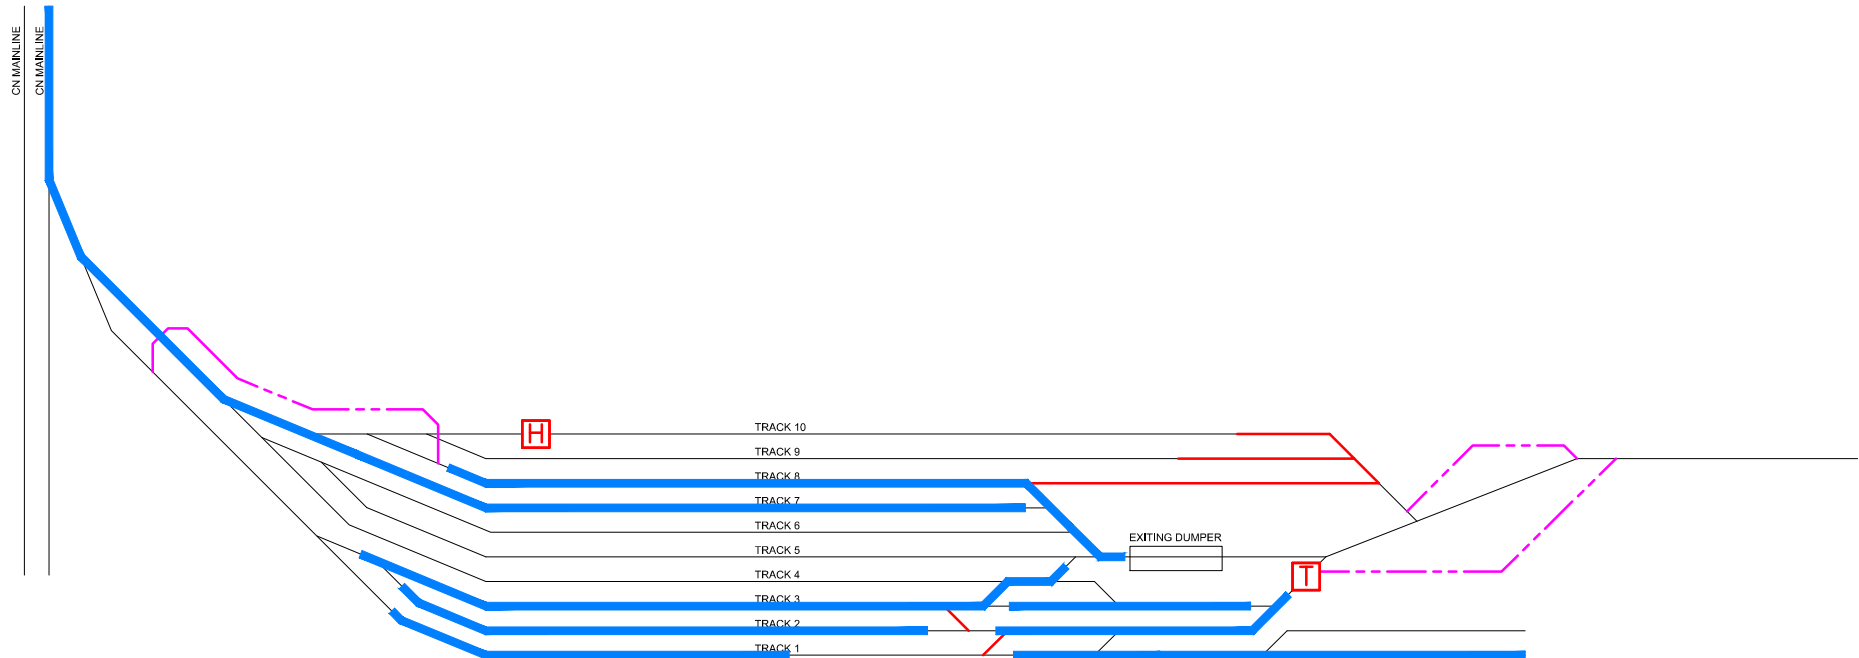 CN MAINLINE
CN MAINLINE
H
TRACK 10
TRACK 9
TRACK 8
TRACK 7
TRACK 6
EXITING DUMPER
TRACK 5
T
TRACK 4
TRACK 3
TRACK 2
TRACK 1